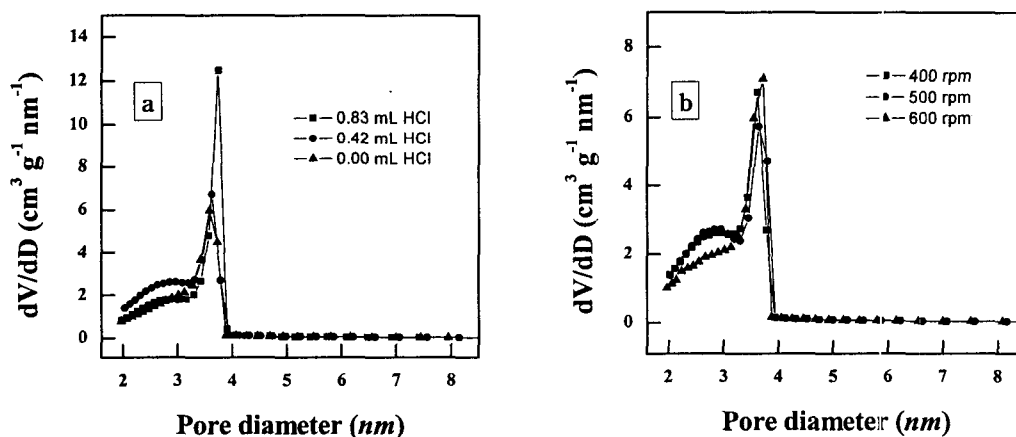 14
12
10
8
6
4
2
0
dV/dD (cm³ g⁻¹ nm⁻¹)
a
0.83 mL HCl
0.42 mL HCl
0.00 mL HCl
2 3 4 5 6 7 8
Pore diameter (nm)
8
6
4
2
0
dV/dD (cm³ g⁻¹ nm⁻¹)
b
400 rpm
500 rpm
600 rpm
2 3 4 5 6 7 8
Pore diameter (nm)